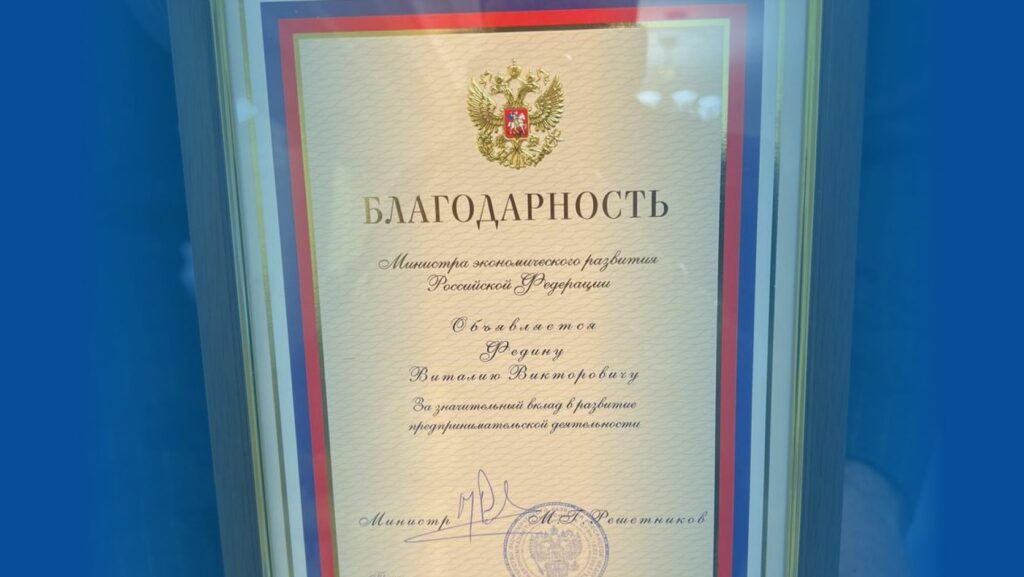 БЛАГОДАРНОСТЬ
Министра экономического развития
Российской Федерации
Объявляется
Федину
Виталию Викторовичу
За значительный вклад в развитие
предпринимательской деятельности
Министр М.Г. Решетников